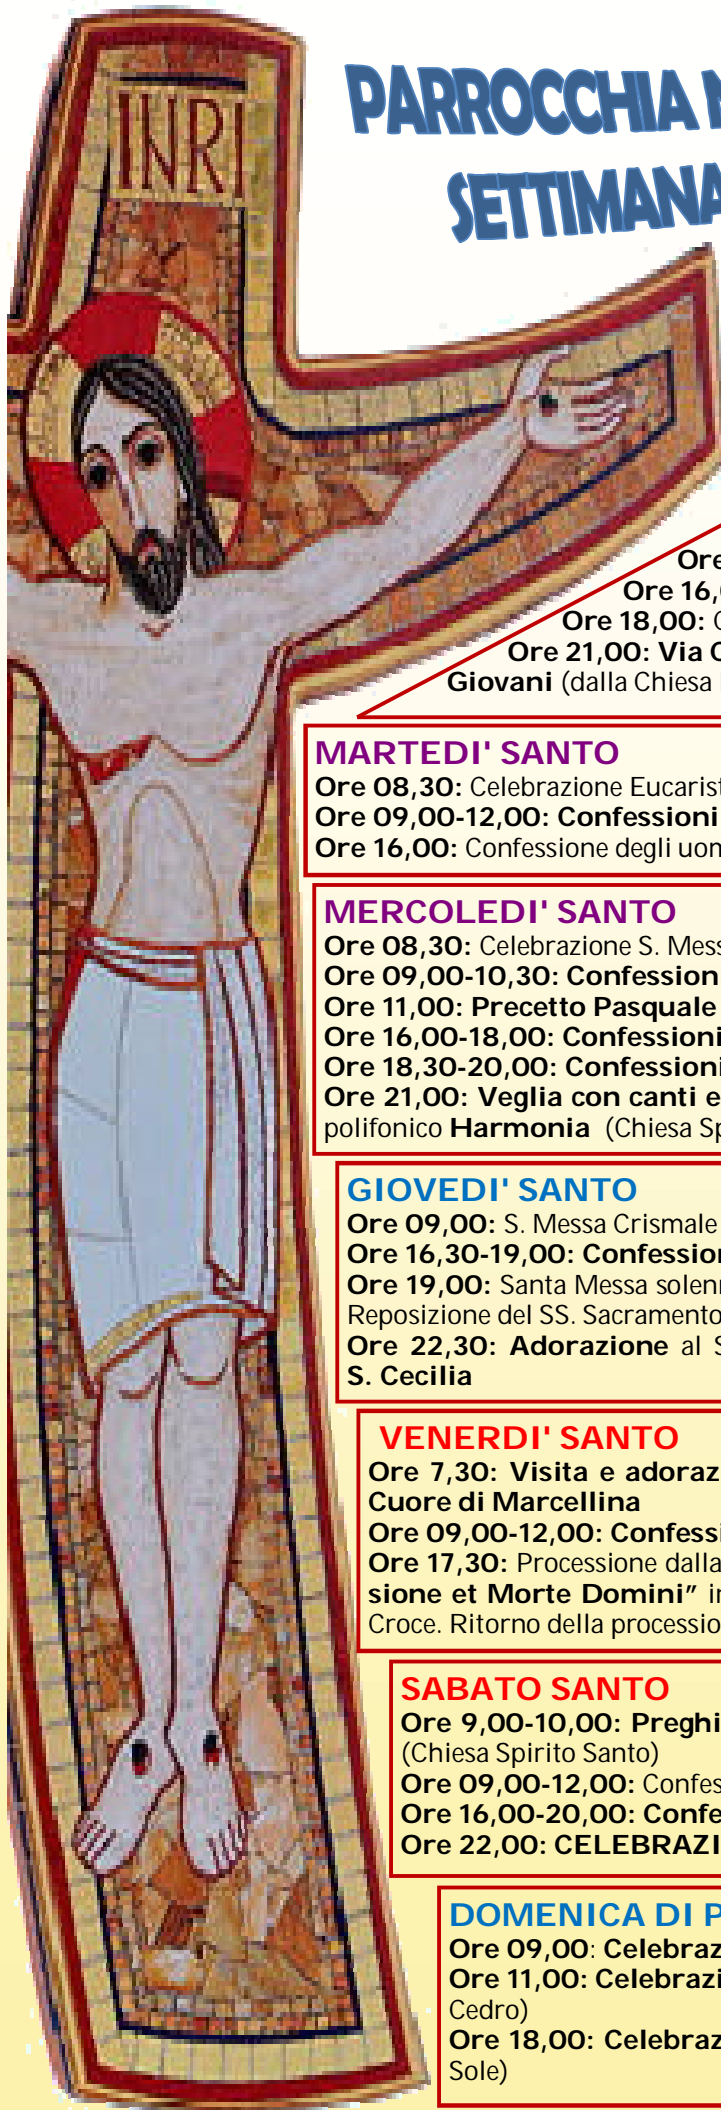 INRI
PARROCCHIA
SETTIMANA
Ore
Ore 16,
Ore 18,00:
Ore 21,00: Via
Giovani (dalla Chiesa
MARTEDI' SANTO
Ore 08,30: Celebrazione Eucarist
Ore 09,00-12,00: Confessioni
Ore 16,00: Confessione degli uon
MERCOLEDI' SANTO
Ore 08,30: Celebrazione S. Mess
Ore 09,00-10,30: Confession
Ore 11,00: Precetto Pasquale
Ore 16,00-18,00: Confessioni
Ore 18,30-20,00: Confessioni
Ore 21,00: Veglia con canti e
polifonico Harmonia (Chiesa Sp
GIOVEDI' SANTO
Ore 09,00: S. Messa Crismale
Ore 16,30-19,00: Confession
Ore 19,00: Santa Messa solenn
Reposizione del SS. Sacramento
Ore 22,30: Adorazione al S
S. Cecilia
VENERDI' SANTO
Ore 7,30: Visita e adoraz
Cuore di Marcellina
Ore 09,00-12,00: Confessi
Ore 17,30: Processione dalla
sione et Morte Domini” in
Croce. Ritorno della processio
SABATO SANTO
Ore 9,00-10,00: Preghi
(Chiesa Spirito Santo)
Ore 09,00-12,00: Confes
Ore 16,00-20,00: Confe
Ore 22,00: CELEBRAZI
DOMENICA DI P
Ore 09,00: Celebraz
Ore 11,00: Celebrazi
Cedro)
Ore 18,00: Celebraz
Sole)